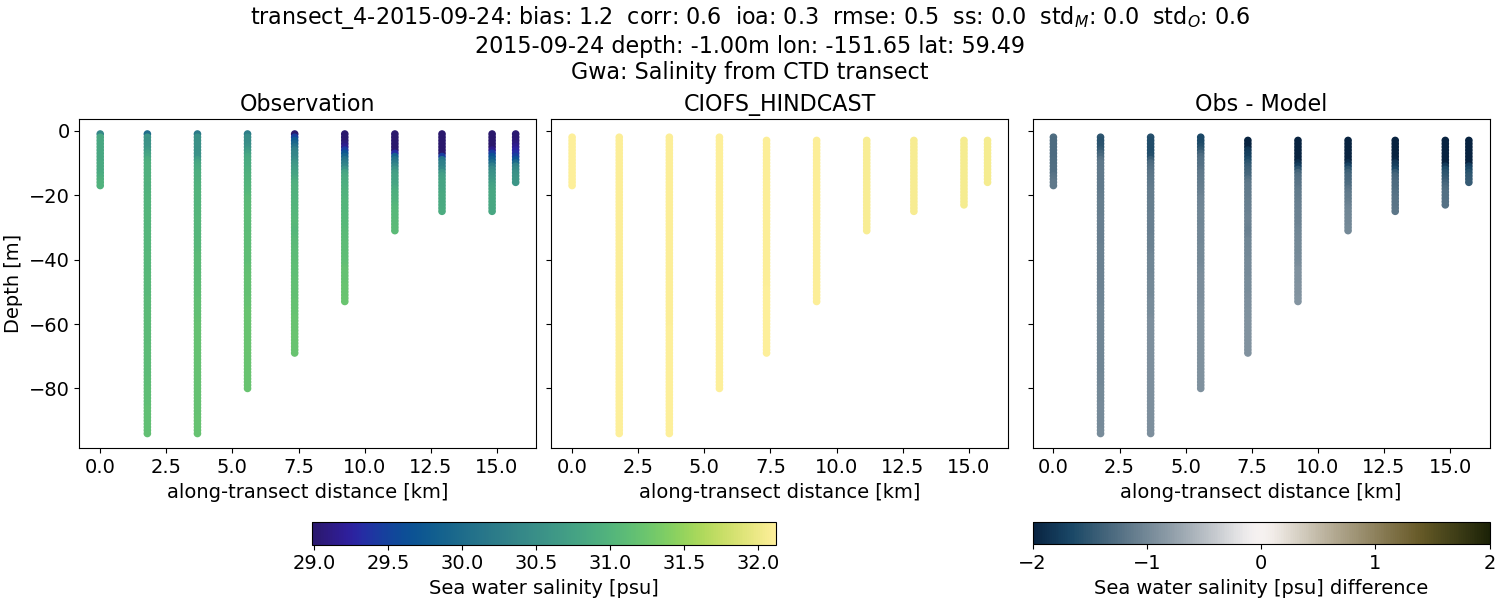 transect_4-2015-09-24: bias: 1.2 corr: 0.6 ioa: 0.3 rmse: 0.5 ss: 0.0 std_M: 0.0 std_O: 0.6
2015-09-24 depth: -1.00m lon: -151.65 lat: 59.49
Gwa: Salinity from CTD transect
Observation
CIOFS_HINDCAST
Obs - Model
Depth [m]
0
−20
−40
−60
−80
0.0 2.5 5.0 7.5 10.0 12.5 15.0
0.0 2.5 5.0 7.5 10.0 12.5 15.0
0.0 2.5 5.0 7.5 10.0 12.5 15.0
along-transect distance [km]
along-transect distance [km]
along-transect distance [km]
29.0 29.5 30.0 30.5 31.0 31.5 32.0
Sea water salinity [psu]
−2 −1 0 1 2
Sea water salinity [psu] difference